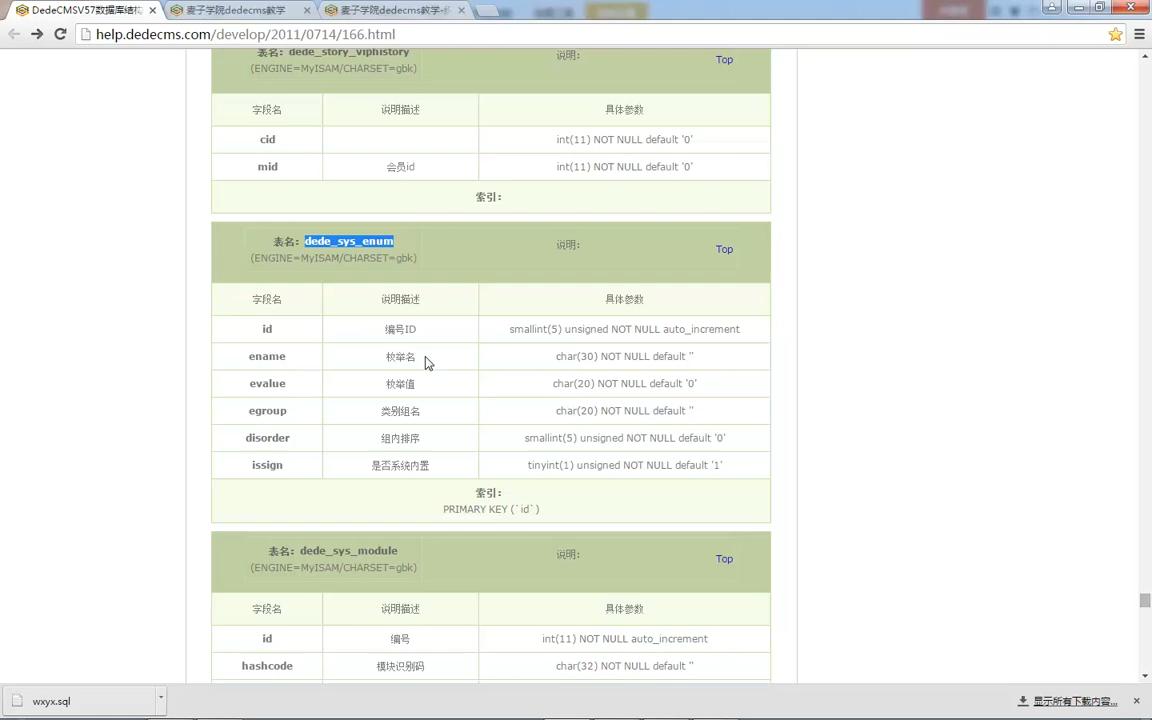 DedeCMSV57数据库结构
麦子学院dedecms教学
麦子学院dedecms教学-织
help.dedecms.com/develop/2011/0714/166.html
表名: dede_story_viphistory
(ENGINE=MyISAM/CHARSET=gbk)
说明:
Top
字段名 说明描述 具体参数
cid int(11) NOT NULL default '0'
mid 会员id int(11) NOT NULL default '0'
索引:
表名: dede_sys_enum
(ENGINE=MyISAM/CHARSET=gbk)
说明:
Top
字段名 说明描述 具体参数
id 编号ID smallint(5) unsigned NOT NULL auto_increment
ename 枚举名 char(30) NOT NULL default ''
evalue 枚举值 char(20) NOT NULL default '0'
egroup 类别组名 char(20) NOT NULL default ''
disorder 组内排序 smallint(5) unsigned NOT NULL default '0'
issign 是否系统内置 tinyint(1) unsigned NOT NULL default '1'
索引:
PRIMARY KEY (`id`)
表名: dede_sys_module
(ENGINE=MyISAM/CHARSET=gbk)
说明:
Top
字段名 说明描述 具体参数
id 编号 int(11) NOT NULL auto_increment
hashcode 模块识别码 char(32) NOT NULL default ''
wxyx.sql
显示所有下载内容...